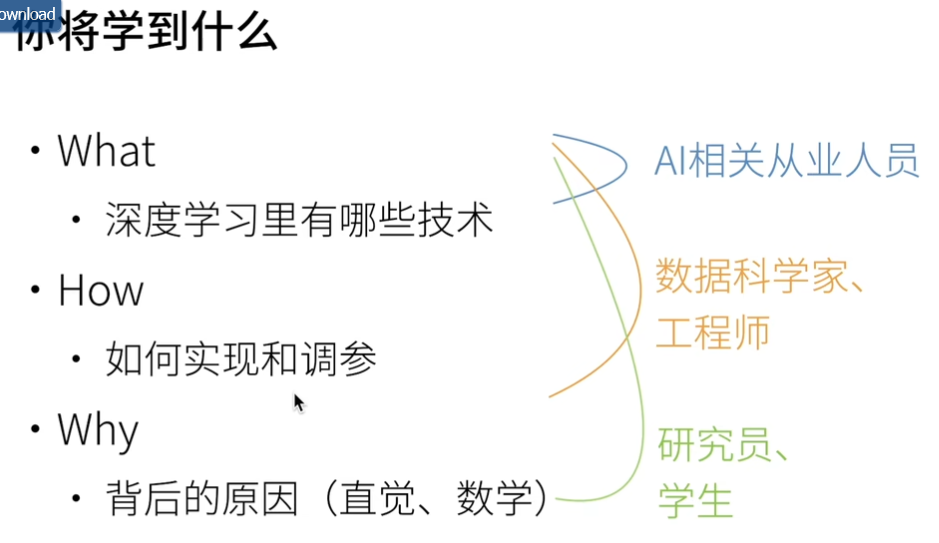 ownload
你将学到什么
• What
AI相关从业人员
• 深度学习里有哪些技术
• How
数据科学家、
工程师
• 如何实现和调参
• Why
研究员、
• 背后的原因（直觉、数学）
学生